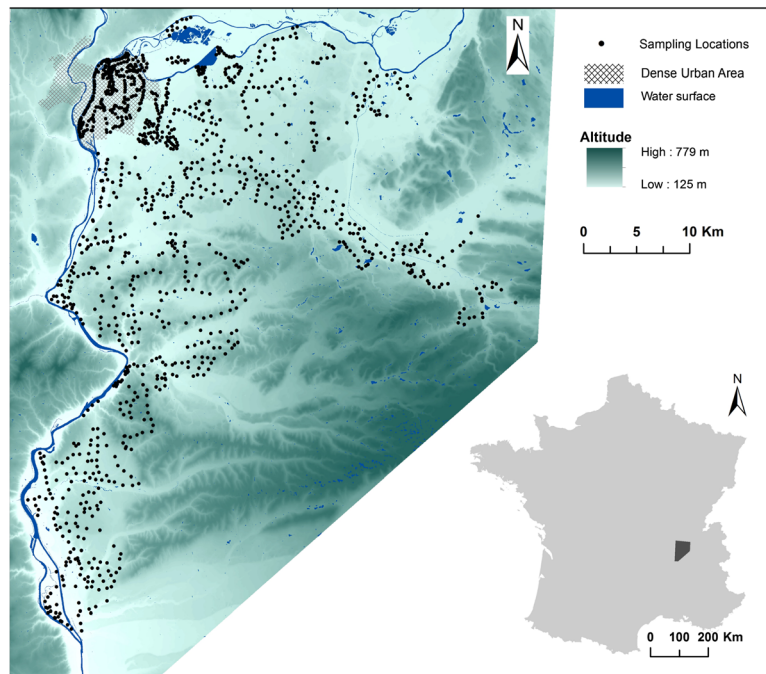 N
Sampling Locations
Dense Urban Area
Water surface
Altitude
High : 779 m
Low : 125 m
0 5 10 Km
N
0 100 200 Km